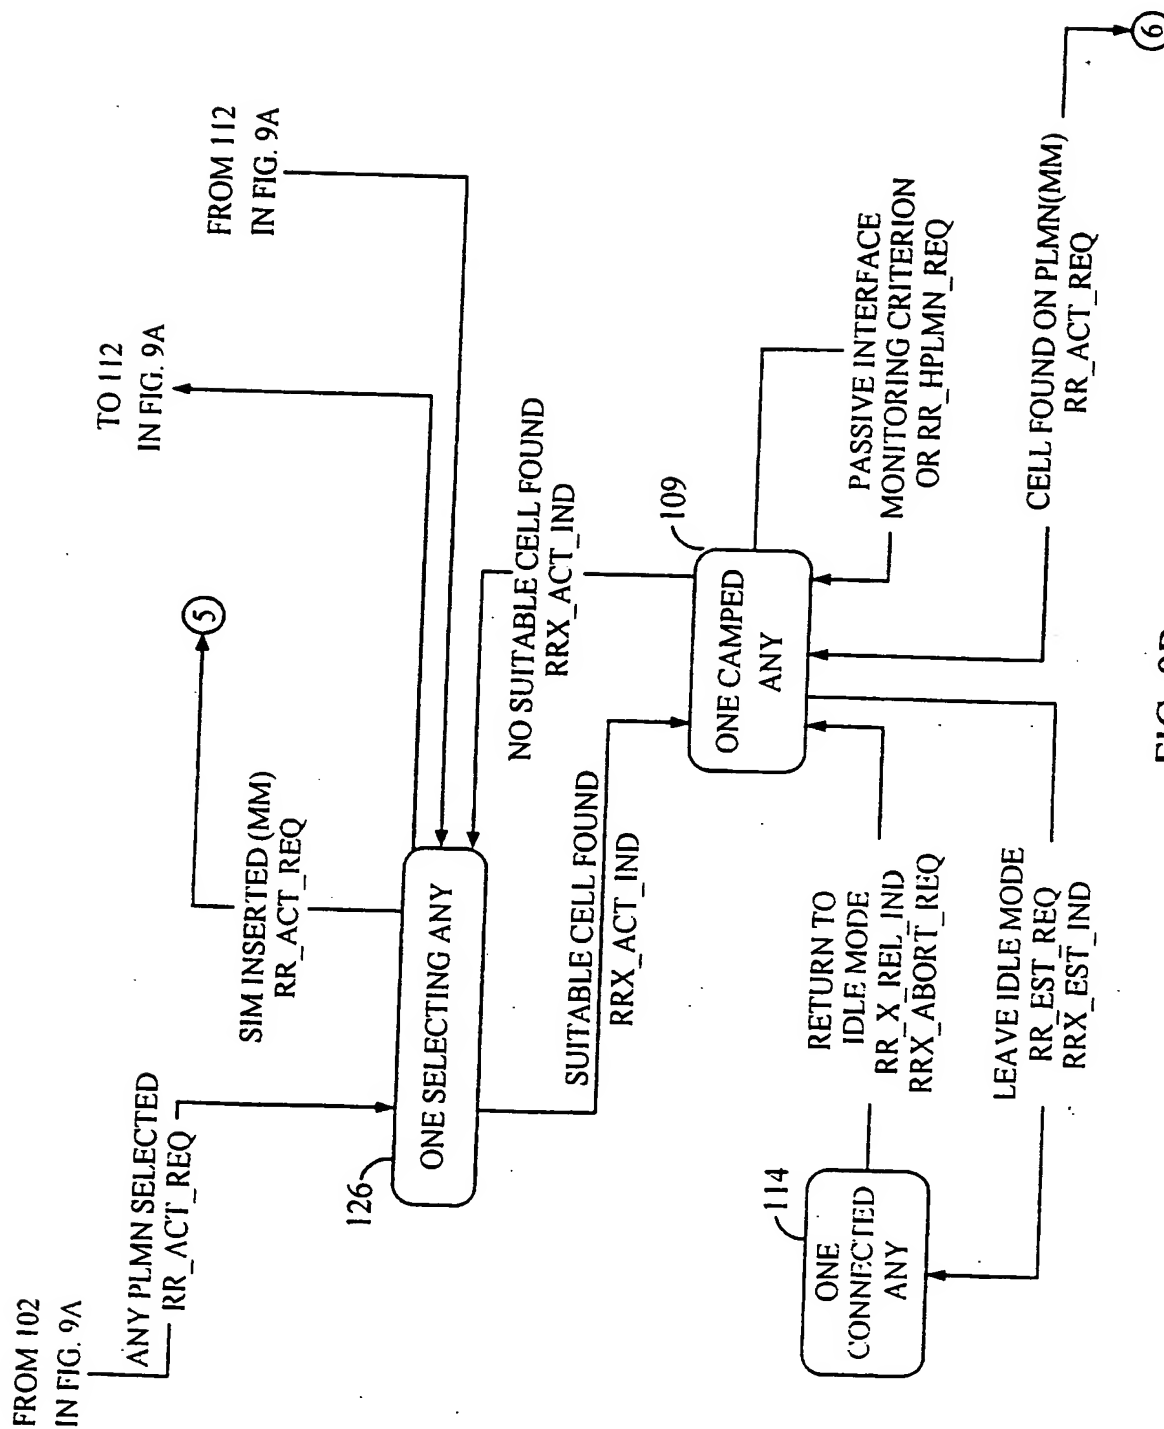 FROM 102
IN FIG. 9A
ANY PLMN SELECTED
RR_ACT_REQ
126
ONE SELECTING ANY
SIM INSERTED (MM)
RR_ACT_REQ
5
TO 112
IN FIG. 9A
FROM 112
IN FIG. 9A
SUITABLE CELL FOUND
RRX_ACT_IND
NO SUITABLE CELL FOUND
RRX_ACT_IND
109
ONE CAMPED
ANY
PASSIVE INTERFACE
MONITORING CRITERION
OR RR_HPLMN_REQ
114
ONE
CONNECTED
ANY
RETURN TO
IDLE MODE
RR_X_REL_IND
RRX_ABORT_REQ
LEAVE IDLE MODE
RR_EST_REQ
RRX_EST_IND
CELL FOUND ON PLMN(MM)
RR_ACT_REQ
6